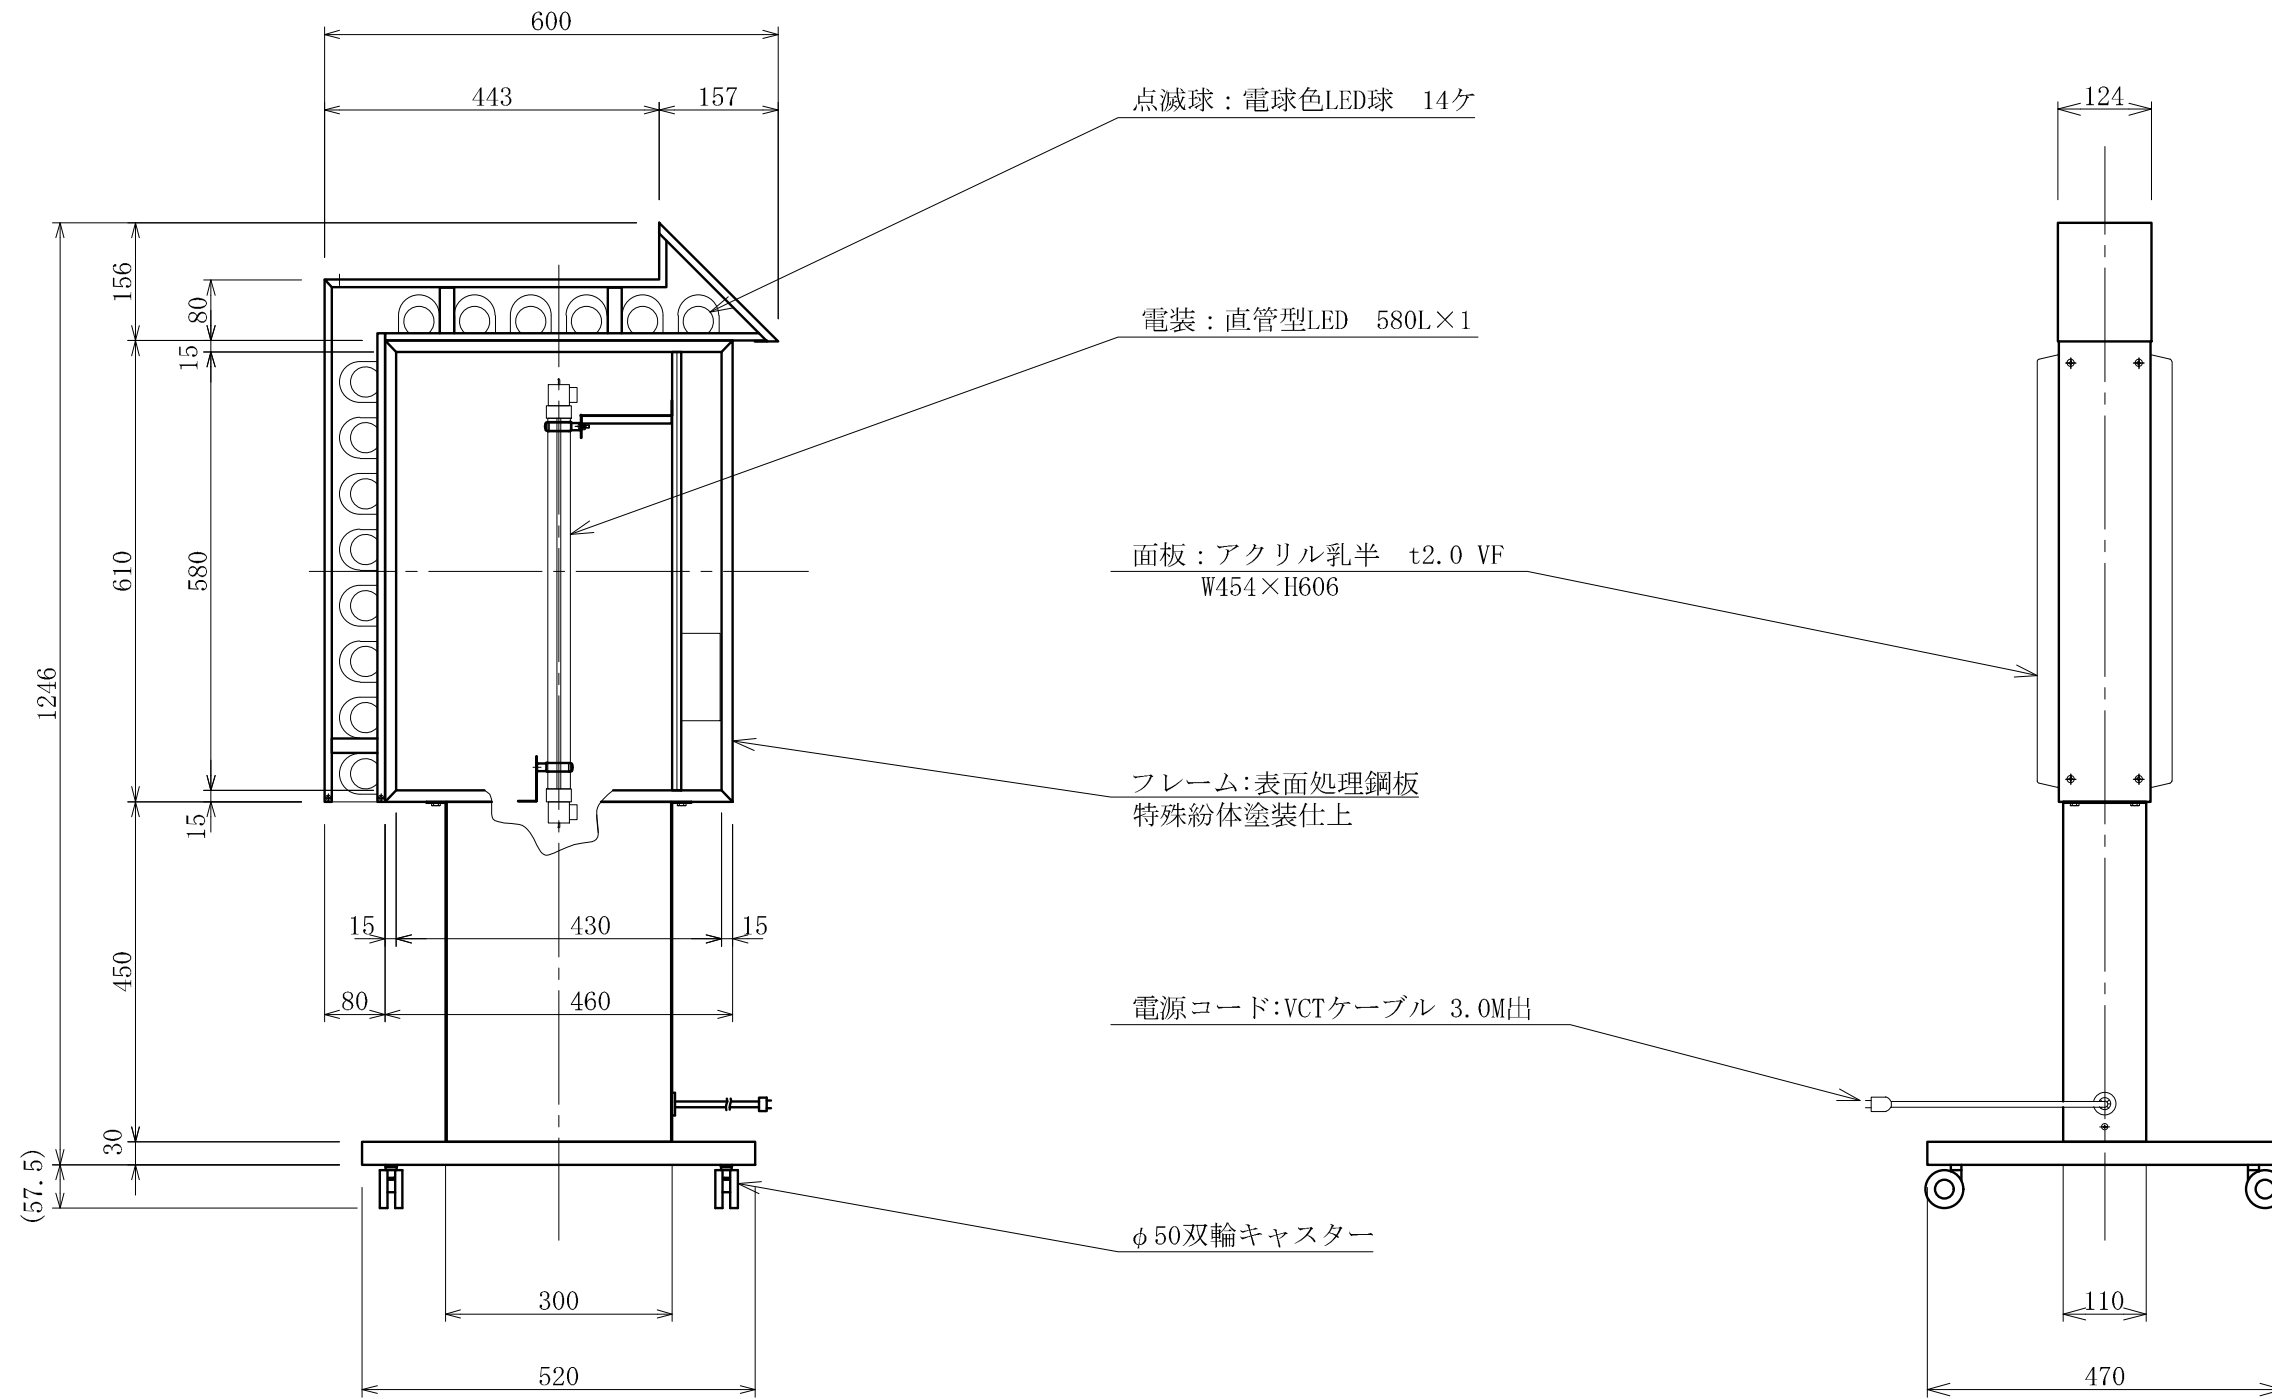 600
443
157
点滅球：電球色LED球　14ケ
124
156
80
電装：直管型LED　580L×1
15
610
580
面板：アクリル乳半　t2.0 VF
W454×H606
1246
フレーム:表面処理鋼板
特殊紛体塗装仕上
15
15
430
15
450
80
460
電源コード:VCTケーブル 3.0M出
30
(57.5)
φ50双輪キャスター
300
110
520
470